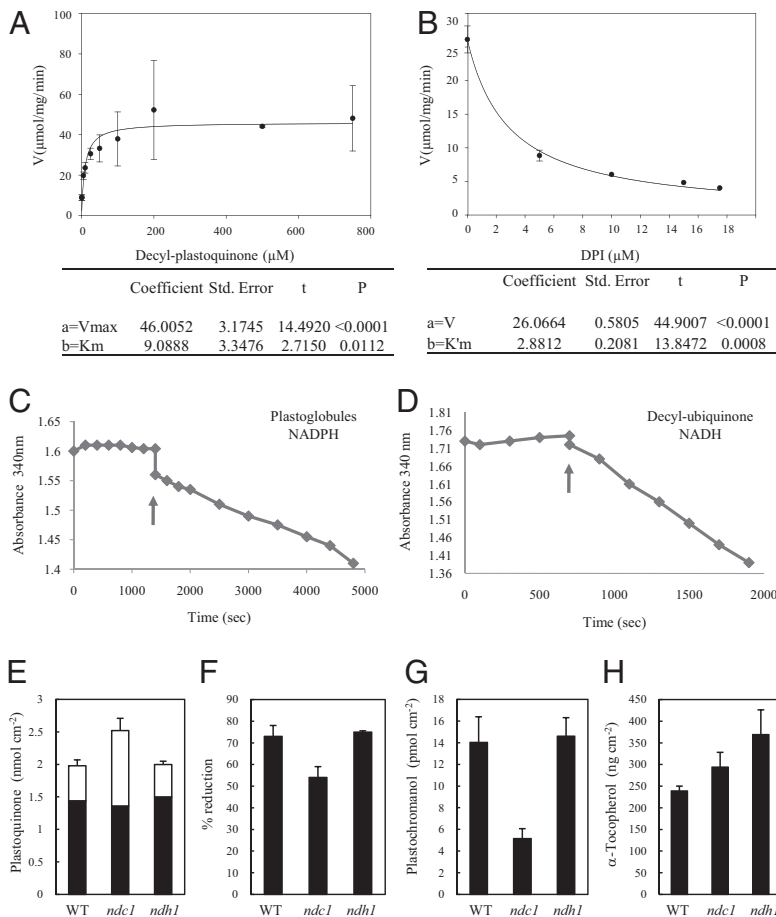 A
V(µmol/mg/min)
100
80
60
40
20
0
0 200 400 600 800
Decyl-plastoquinone (µM)
Coefficient Std. Error t P
a=Vmax 46.0052 3.1745 14.4920 <0.0001
b=Km 9.0888 3.3476 2.7150 0.0112
B
V(µmol/mg/min)
30
25
20
15
10
5
0
0 2 4 6 8 10 12 14 16 18
DPI (µM)
Coefficient Std. Error t P
a=V 26.0664 0.5805 44.9007 <0.0001
b=K'm 2.8812 0.2081 13.8472 0.0008
C
Plastoglobules
NADPH
Absorbance 340nm
1.65
1.6
1.55
1.5
1.45
1.4
0 1000 2000 3000 4000 5000
Time (sec)
D
Decyl-ubiquinone
NADH
Absorbance 340 nm
1.81
1.76
1.71
1.66
1.61
1.56
1.51
1.46
1.41
1.36
0 500 1000 1500 2000
Time (sec)
E
Plastoquinone (nmol cm-2)
3
2.5
2
1.5
1
0.5
0
WT ndc1 ndh1
F
% reduction
90
80
70
60
50
40
30
20
10
0
WT ndc1 ndh1
G
Plastochromanol (pmol cm-2)
18
16
14
12
10
8
6
4
2
0
WT ndc1 ndh1
H
α-Tocopherol (ng cm-2)
450
400
350
300
250
200
150
100
50
0
WT ndc1 ndh1